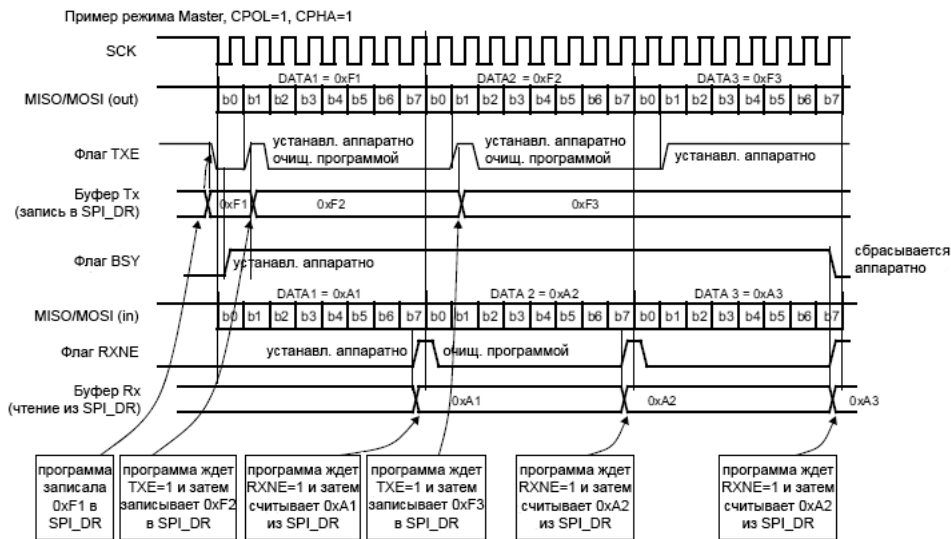 Пример режима Master, CPOL=1, CPHA=1
SCK
DATA1 = 0xF1 DATA2 = 0xF2 DATA3 = 0xF3
MISO/MOSI (out) b0 b1 b2 b3 b4 b5 b6 b7 b0 b1 b2 b3 b4 b5 b6 b7 b0 b1 b2 b3 b4 b5 b6 b7
устанавл. аппаратно устанавл. аппаратно
Флаг TXE очищ. программой очищ. программой устанавл. аппаратно
Буфер Tx
(запись в SPI_DR) 0xF1 0xF2 0xF3
Флаг BSY устанавл. аппаратно
сбрасывается
аппаратно
DATA1 = 0xA1 DATA 2 = 0xA2 DATA 3 = 0xA3
MISO/MOSI (in) b0 b1 b2 b3 b4 b5 b6 b7 b0 b1 b2 b3 b4 b5 b6 b7 b0 b1 b2 b3 b4 b5 b6 b7
Флаг RXNE устанавл. аппаратно очищ. программой
Буфер Rx
(чтение из SPI_DR) 0xA1 0xA2 0xA3
программа
записала
0xF1 в
SPI_DR
программа ждет
TXE=1 и затем
записывает 0xF2
в SPI_DR
программа ждет
RXNE=1 и затем
считывает 0xA1
из SPI_DR
программа ждет
TXE=1 и затем
записывает 0xF3
в SPI_DR
программа ждет
RXNE=1 и затем
считывает 0xA2
из SPI_DR
программа ждет
RXNE=1 и затем
считывает 0xA2
из SPI_DR